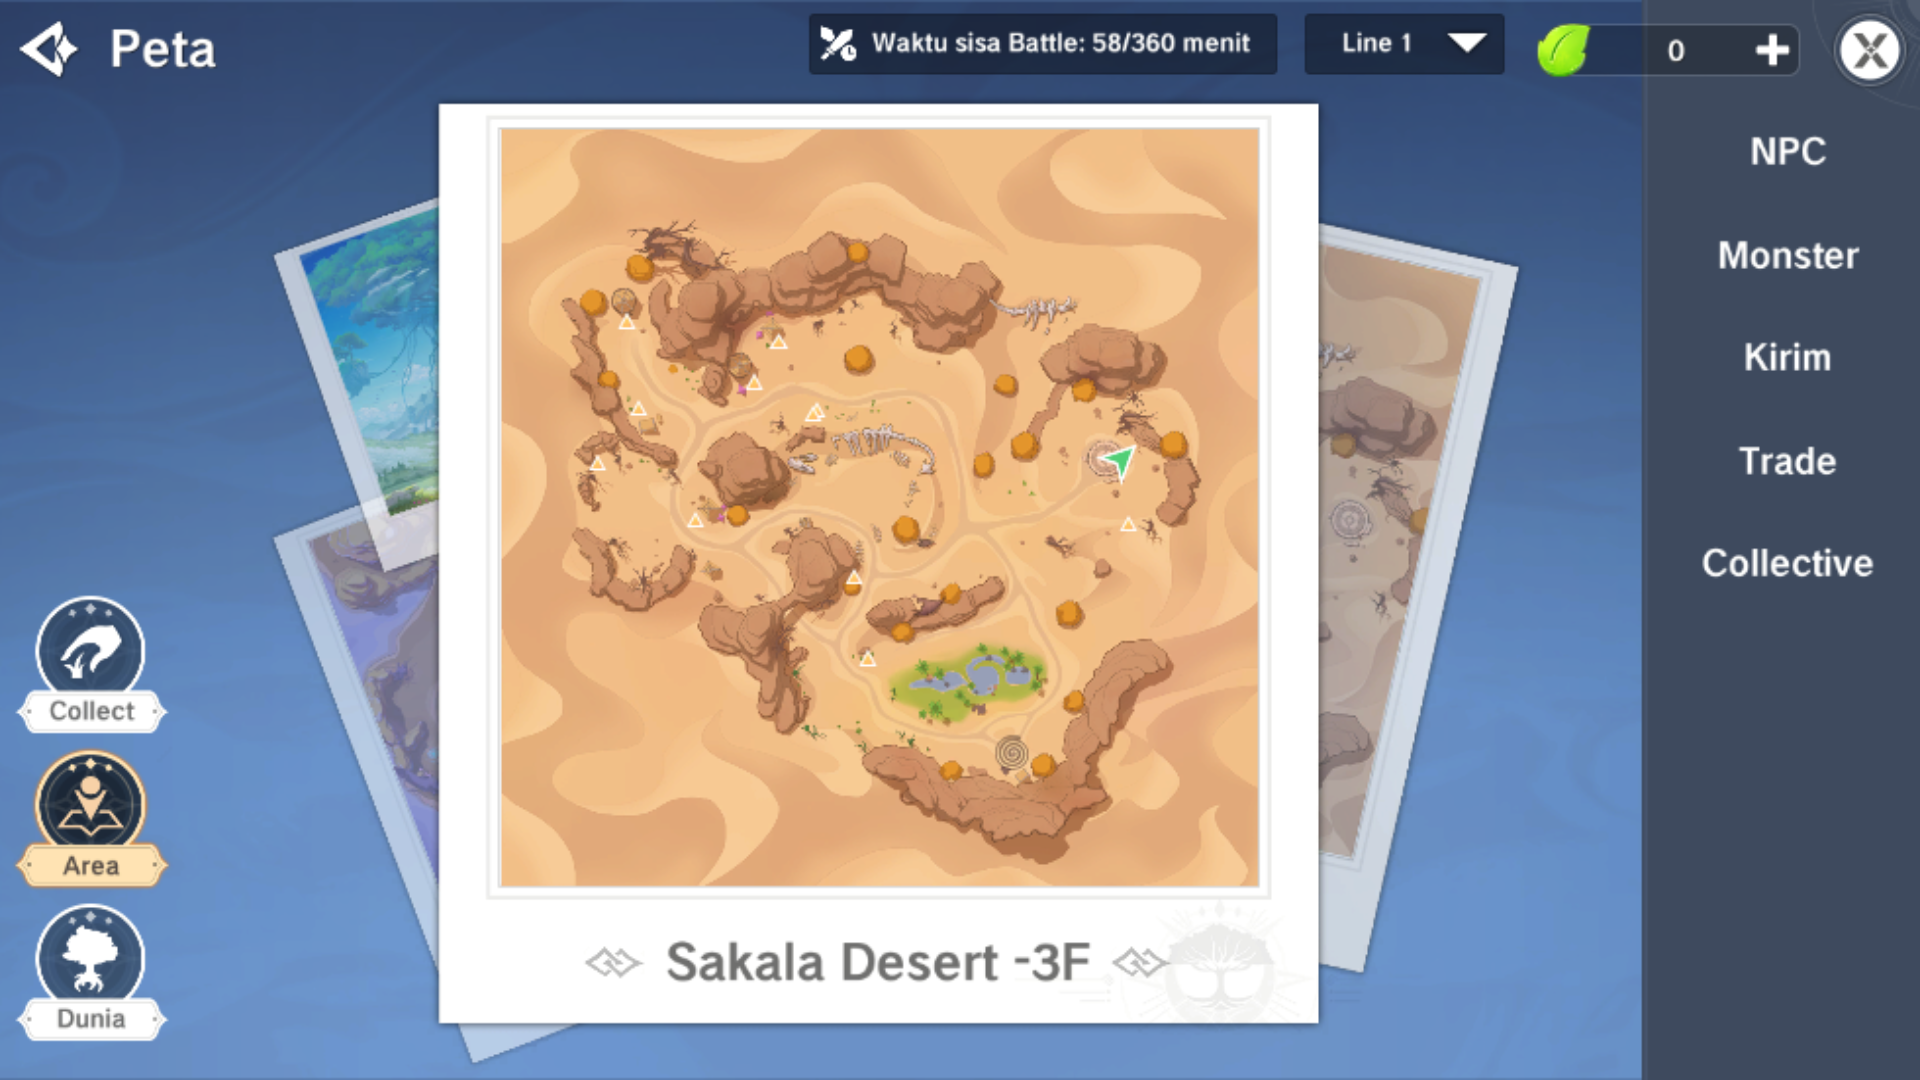 Peta
Waktu sisa Battle: 58/360 menit
Line 1
0
NPC
Monster
Kirim
Trade
Collective
Collect
Area
Dunia
Sakala Desert -3F